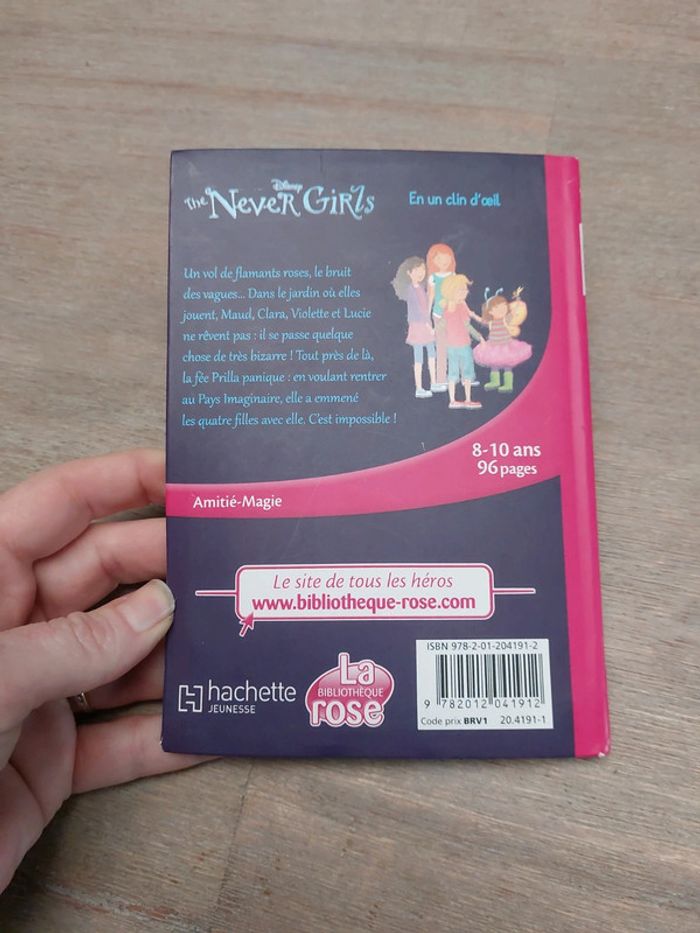 Disney
The Never Girls
En un clin d'œil
Un vol de flamants roses, le bruit
des vagues... Dans le jardin où elles
jouent, Maud, Clara, Violette et Lucie
ne rêvent pas : il se passe quelque
chose de très bizarre ! Tout près de là,
la fée Prilla panique : en voulant rentrer
au Pays Imaginaire, elle a emmené
les quatre filles avec elle. C'est impossible !
8-10 ans
96 pages
Amitié-Magie
Le site de tous les héros
www.bibliotheque-rose.com
hachette
JEUNESSE
La
BIBLIOTHÈQUE
rose
ISBN 978-2-01-204191-2
9 782012 041912
Code prix BRV1 20.4191-1